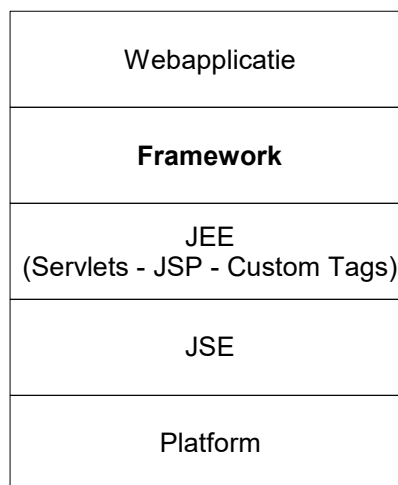 Webapplicatie
Framework
JEE
(Servlets - JSP - Custom Tags)
JSE
Platform